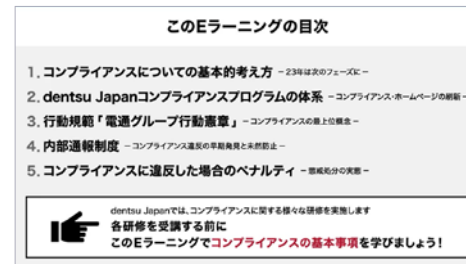 このEラーニングの目次
1. コンプライアンスについての基本的考え方 －23年は次のフェーズに－
2. dentsu Japanコンプライアンスプログラムの体系 －コンプライアンス・ホームページの刷新－
3. 行動規範「電通グループ行動憲章」 －コンプライアンスの最上位概念－
4. 内部通報制度 －コンプライアンス違反の早期発見と未然防止－
5. コンプライアンスに違反した場合のペナルティ －懲戒処分の実態－
dentsu Japanでは、コンプライアンスに関する様々な研修を実施します
各研修を受講する前に
このEラーニングでコンプライアンスの基本事項を学びましょう！